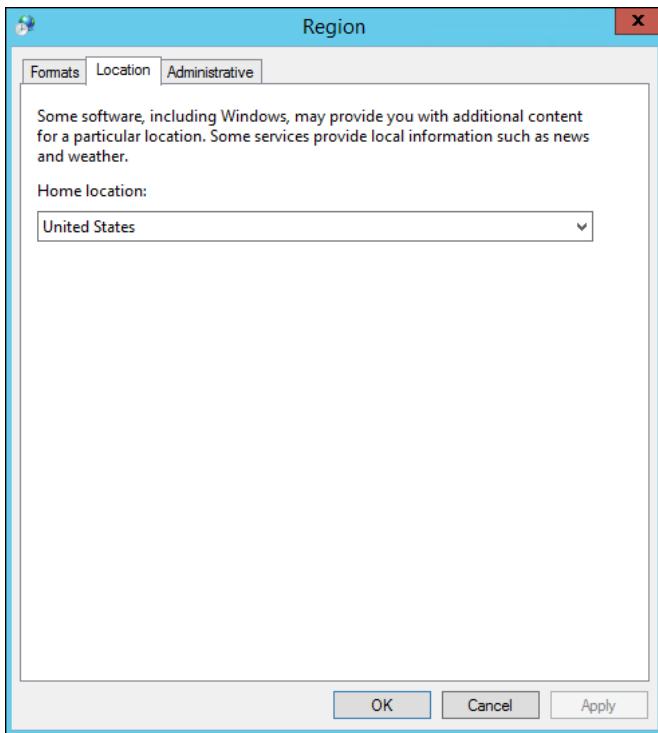 Region
x
Formats Location Administrative
Some software, including Windows, may provide you with additional content
for a particular location. Some services provide local information such as news
and weather.
Home location:
United States
OK Cancel Apply